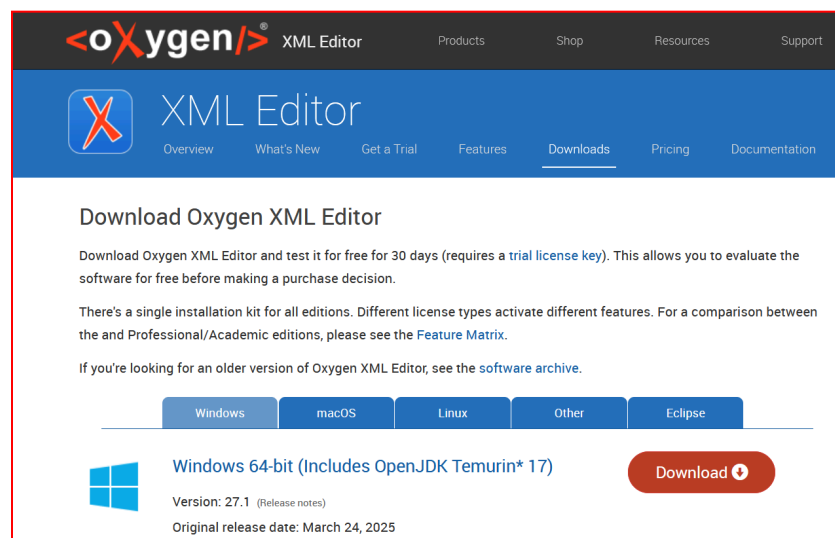 <oXygen/>® XML Editor Products Shop Resources Support
XML Editor
Overview What's New Get a Trial Features Downloads Pricing Documentation
Download Oxygen XML Editor
Download Oxygen XML Editor and test it for free for 30 days (requires a trial license key). This allows you to evaluate the
software for free before making a purchase decision.
There's a single installation kit for all editions. Different license types activate different features. For a comparison between
the and Professional/Academic editions, please see the Feature Matrix.
If you're looking for an older version of Oxygen XML Editor, see the software archive.
Windows macOS Linux Other Eclipse
Windows 64-bit (Includes OpenJDK Temurin* 17) Download
Version: 27.1 (Release notes)
Original release date: March 24, 2025